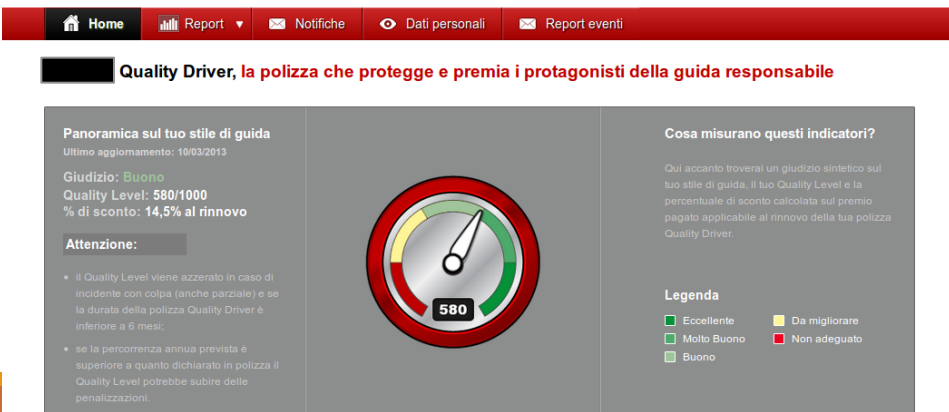 Home
Report ▼
Notifiche
Dati personali
Report eventi
Quality Driver, la polizza che protegge e premia i protagonisti della guida responsabile
Panoramica sul tuo stile di guida
Ultimo aggiornamento: 10/03/2013
Giudizio: Buono
Quality Level: 580/1000
% di sconto: 14,5% al rinnovo
Attenzione:
• il Quality Level viene azzerato in caso di
incidente con colpa (anche parziale) e se
la durata della polizza Quality Driver è
inferiore a 6 mesi;
• se la percorrenza annua prevista è
superiore a quanto dichiarato in polizza il
Quality Level potrebbe subire delle
penalizzazioni.
580
Cosa misurano questi indicatori?
Qui accanto troverai un giudizio sintetico sul
tuo stile di guida, il tuo Quality Level e la
percentuale di sconto calcolata sul premio
pagato applicabile al rinnovo della tua polizza
Quality Driver.
Legenda
Eccellente
Da migliorare
Molto Buono
Non adeguato
Buono